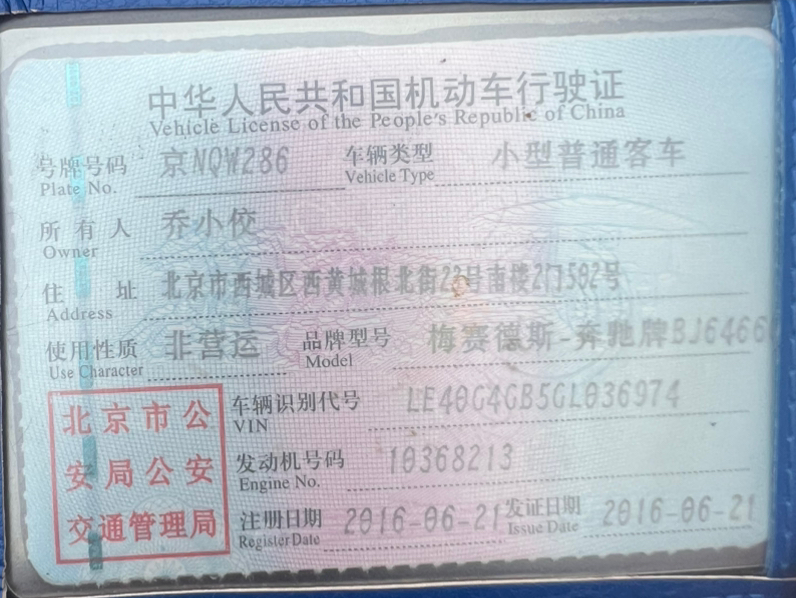 中华人民共和国机动车行驶证
Vehicle License of the People's Republic of China
号牌号码 京NQW286 车辆类型 小型普通客车
Plate No. Vehicle Type
所有人 乔小佼
Owner
住址 北京市西城区西黄城根北街23号南楼2门502号
Address
使用性质 非营运 品牌型号 梅赛德斯-奔驰牌BJ6466
Use Character Model
北京市公 车辆识别代号 LE40G4GB5GL036974
VIN
安局公安 发动机号码 10368213
Engine No.
交通管理局 注册日期 2016-06-21 发证日期 2016-06-21
Register Date Issue Date